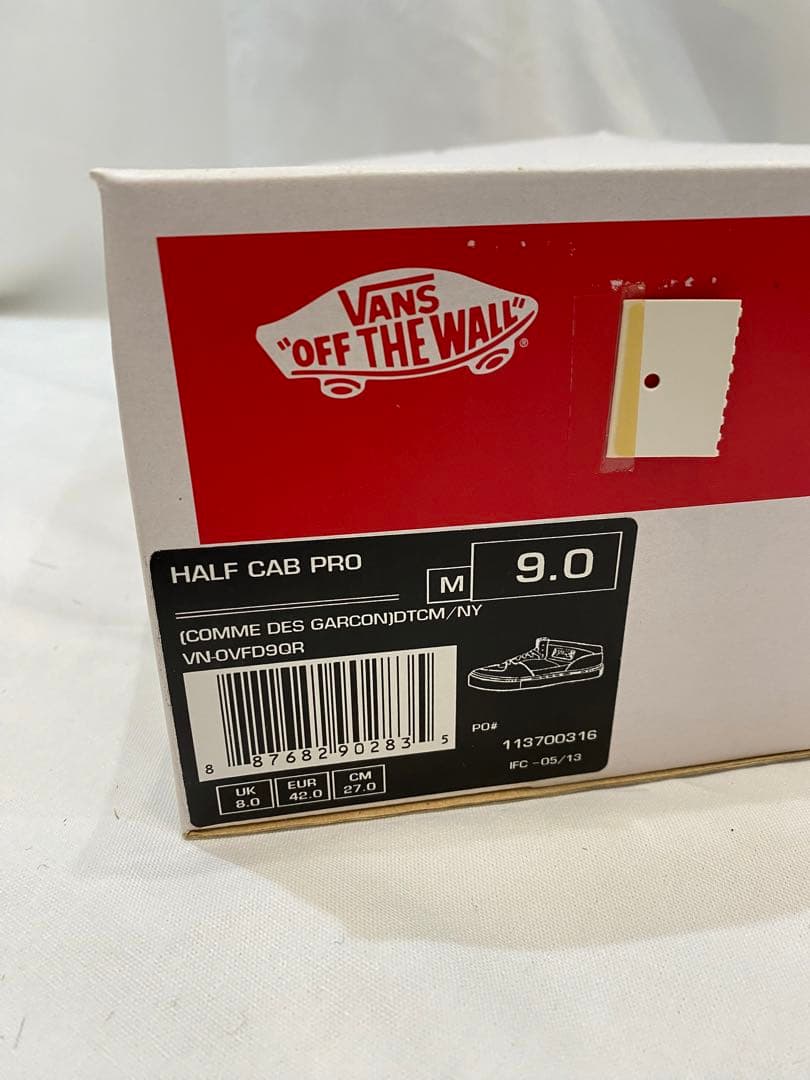 VANS
"OFF THE WALL"
®
HALF CAB PRO
M
9.0
(COMME DES GARCON)DTCM/NY
VN-0VFD9QR
8 87682 90283 5
PO#
113700316
IFC -05/13
UK
8.0
EUR
42.0
CM
27.0